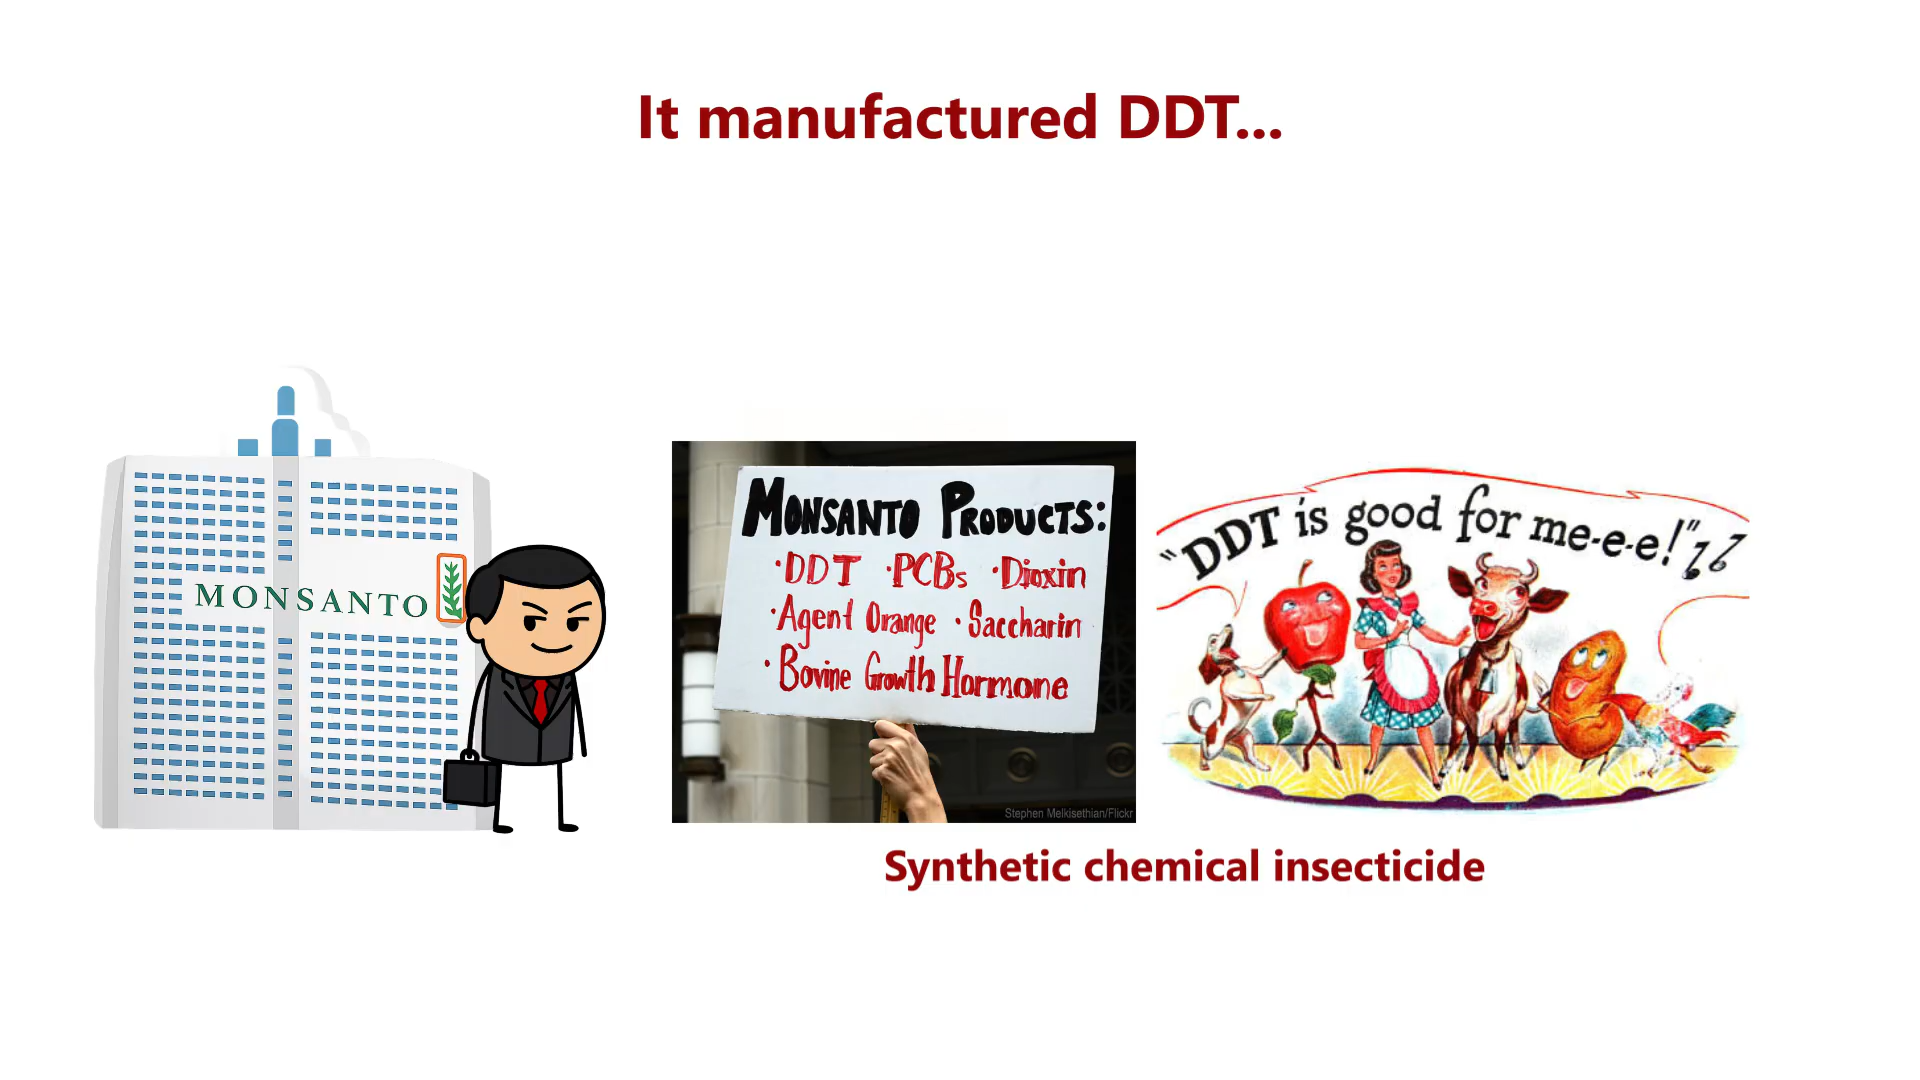 It manufactured DDT...
MONSANTO
MONSANTO PRODUCTS:
·DDT ·PCBs ·Dioxin
·Agent Orange ·Saccharin
·Bovine Growth Hormone
Stephen Melkisethian/Flickr
"DDT is good for me-e-e!"
Synthetic chemical insecticide